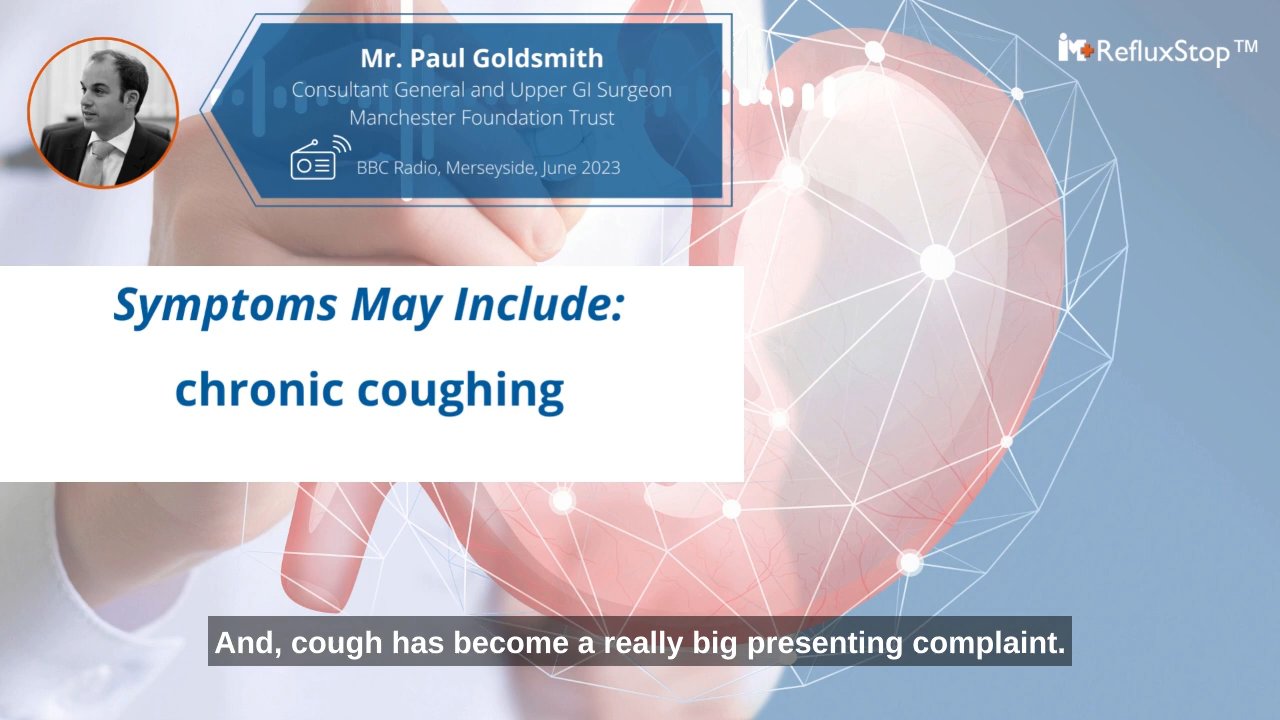 Mr. Paul Goldsmith
Consultant General and Upper GI Surgeon
Manchester Foundation Trust
BBC Radio, Merseyside, June 2023
RefluxStop™
Symptoms May Include:
chronic coughing
And, cough has become a really big presenting complaint.